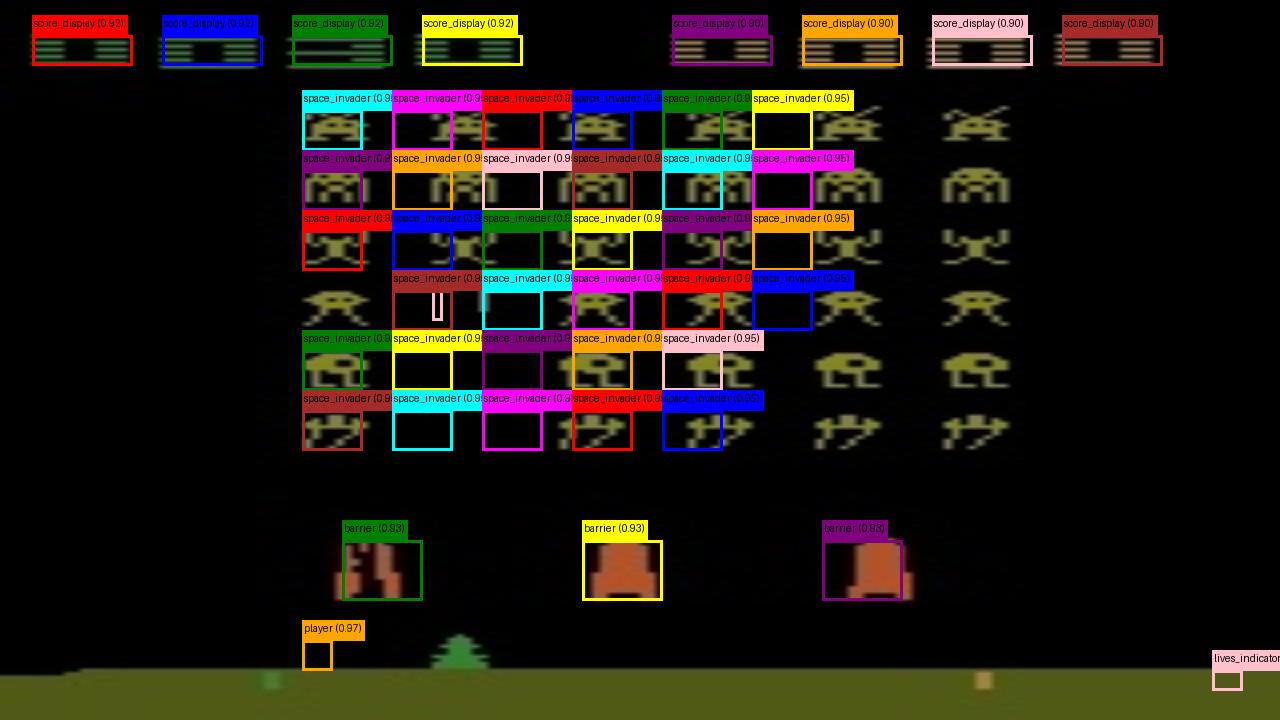 score_display (0.92) score_display (0.92) score_display (0.92) score_display (0.92) score_display (0.90) score_display (0.90) score_display (0.90) score_display (0.90)
space_invader (0.9 space_invader (0.9 space_invader (0.9 space_invader (0.9 space_invader (0.9 space_invader (0.95)
space_invader (0.9 space_invader (0.9 space_invader (0.9 space_invader (0.9 space_invader (0.9 space_invader (0.95)
space_invader (0.9 space_invader (0.9 space_invader (0.9 space_invader (0.9 space_invader (0.9 space_invader (0.95)
space_invader (0.9 space_invader (0.9 space_invader (0.9 space_invader (0.9 space_invader (0.95)
space_invader (0.9 space_invader (0.9 space_invader (0.9 space_invader (0.9 space_invader (0.95)
space_invader (0.9 space_invader (0.9 space_invader (0.9 space_invader (0.9 space_invader (0.95)
barrier (0.93) barrier (0.93) barrier (0.93)
player (0.97)
lives_indicator